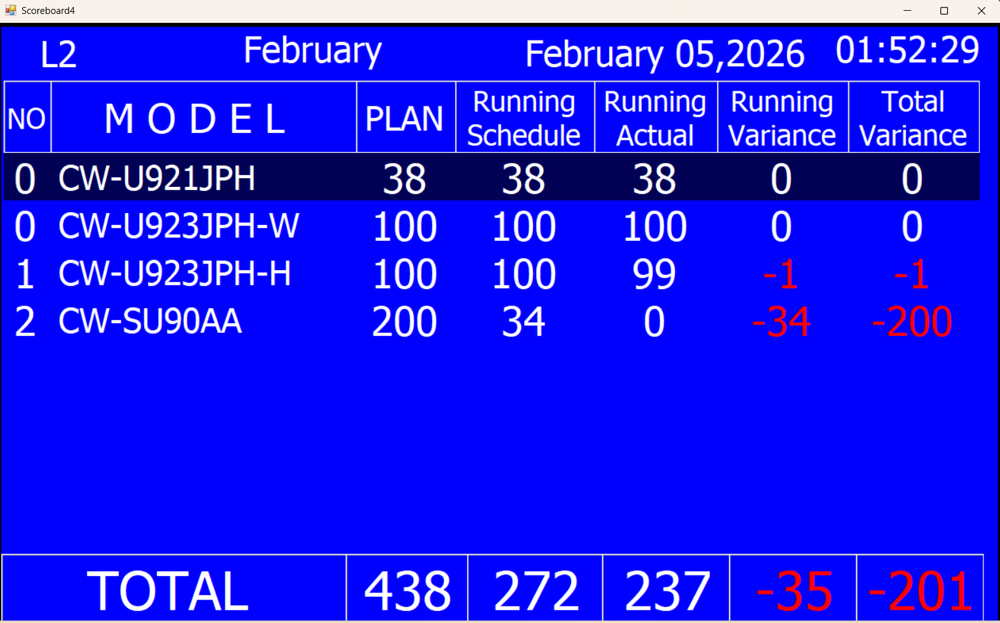 Scoreboard4
L2 February February 05,2026 01:52:29
NO M O D E L PLAN Running Schedule Running Actual Running Variance Total Variance
0 CW-U921JPH 38 38 38 0 0
0 CW-U923JPH-W 100 100 100 0 0
1 CW-U923JPH-H 100 100 99 -1 -1
2 CW-SU90AA 200 34 0 -34 -200
TOTAL 438 272 237 -35 -201